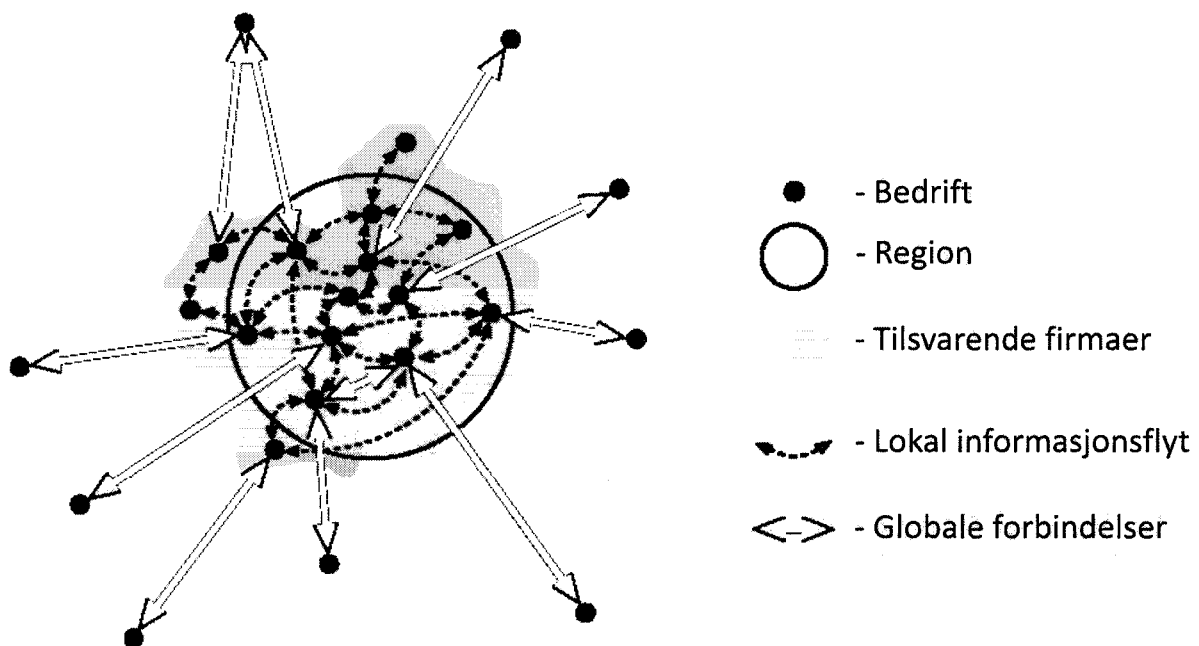 - Bedrift
- Region
- Tilsvarende firmaer
- Lokal informasjonsflyt
- Globale forbindelser